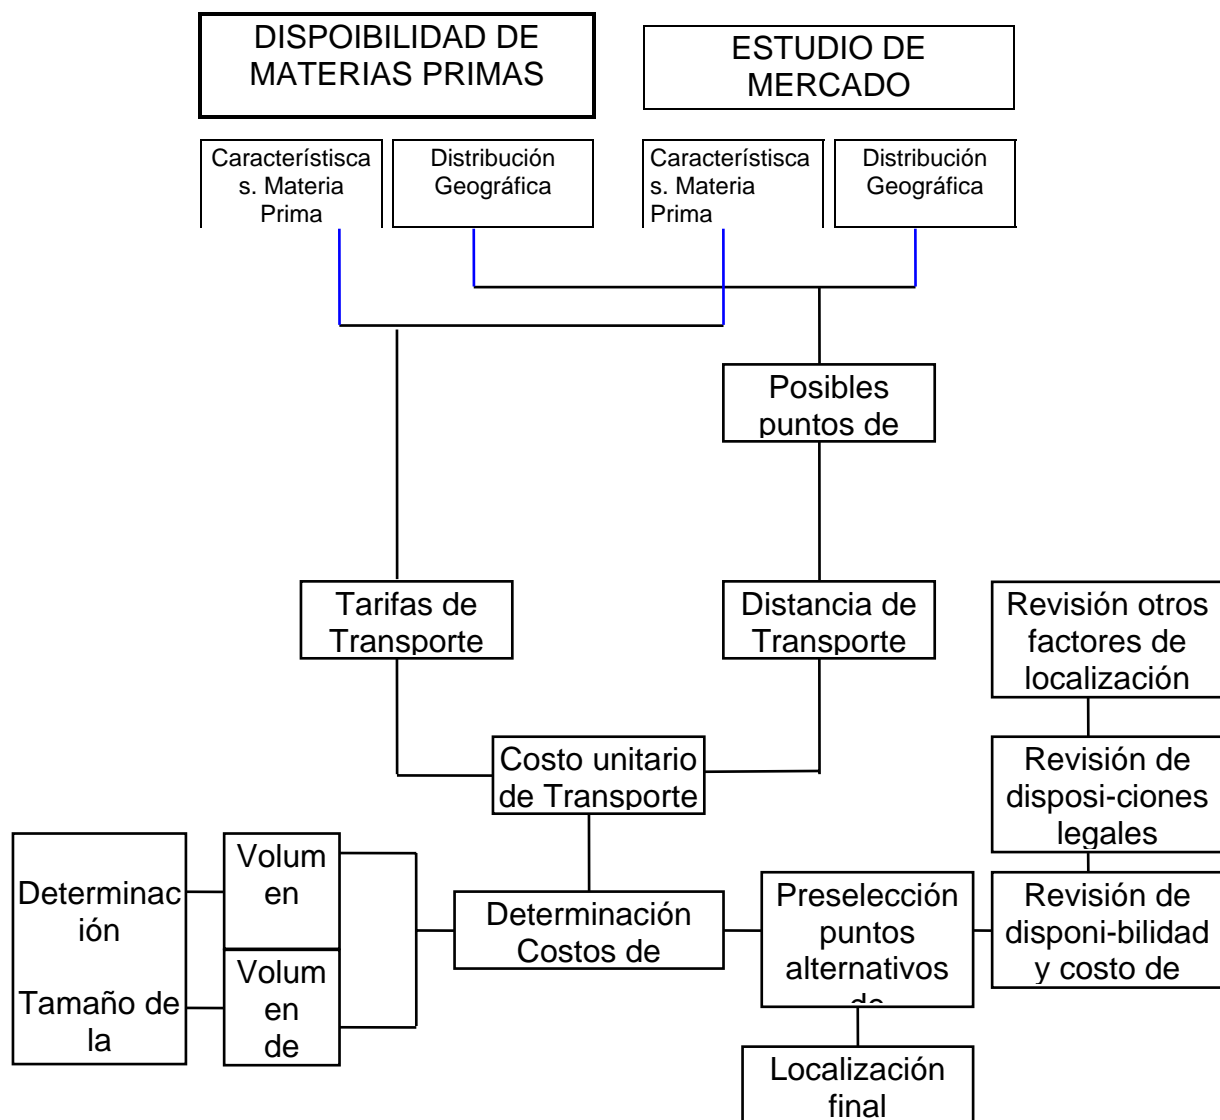 DISPOIBILIDAD DE
MATERIAS PRIMAS
ESTUDIO DE
MERCADO
Característisca
s. Materia
Prima
Distribución
Geográfica
Característisca
s. Materia
Prima
Distribución
Geográfica
Posibles
puntos de
Tarifas de
Transporte
Distancia de
Transporte
Revisión otros
factores de
localización
Costo unitario
de Transporte
Revisión de
disposi-ciones
legales
Determinac
ión
Tamaño de
la
Volum
en
Volum
en
de
Determinación
Costos de
Preselección
puntos
alternativos
de
Revisión de
disponi-bilidad
y costo de
Localización
final